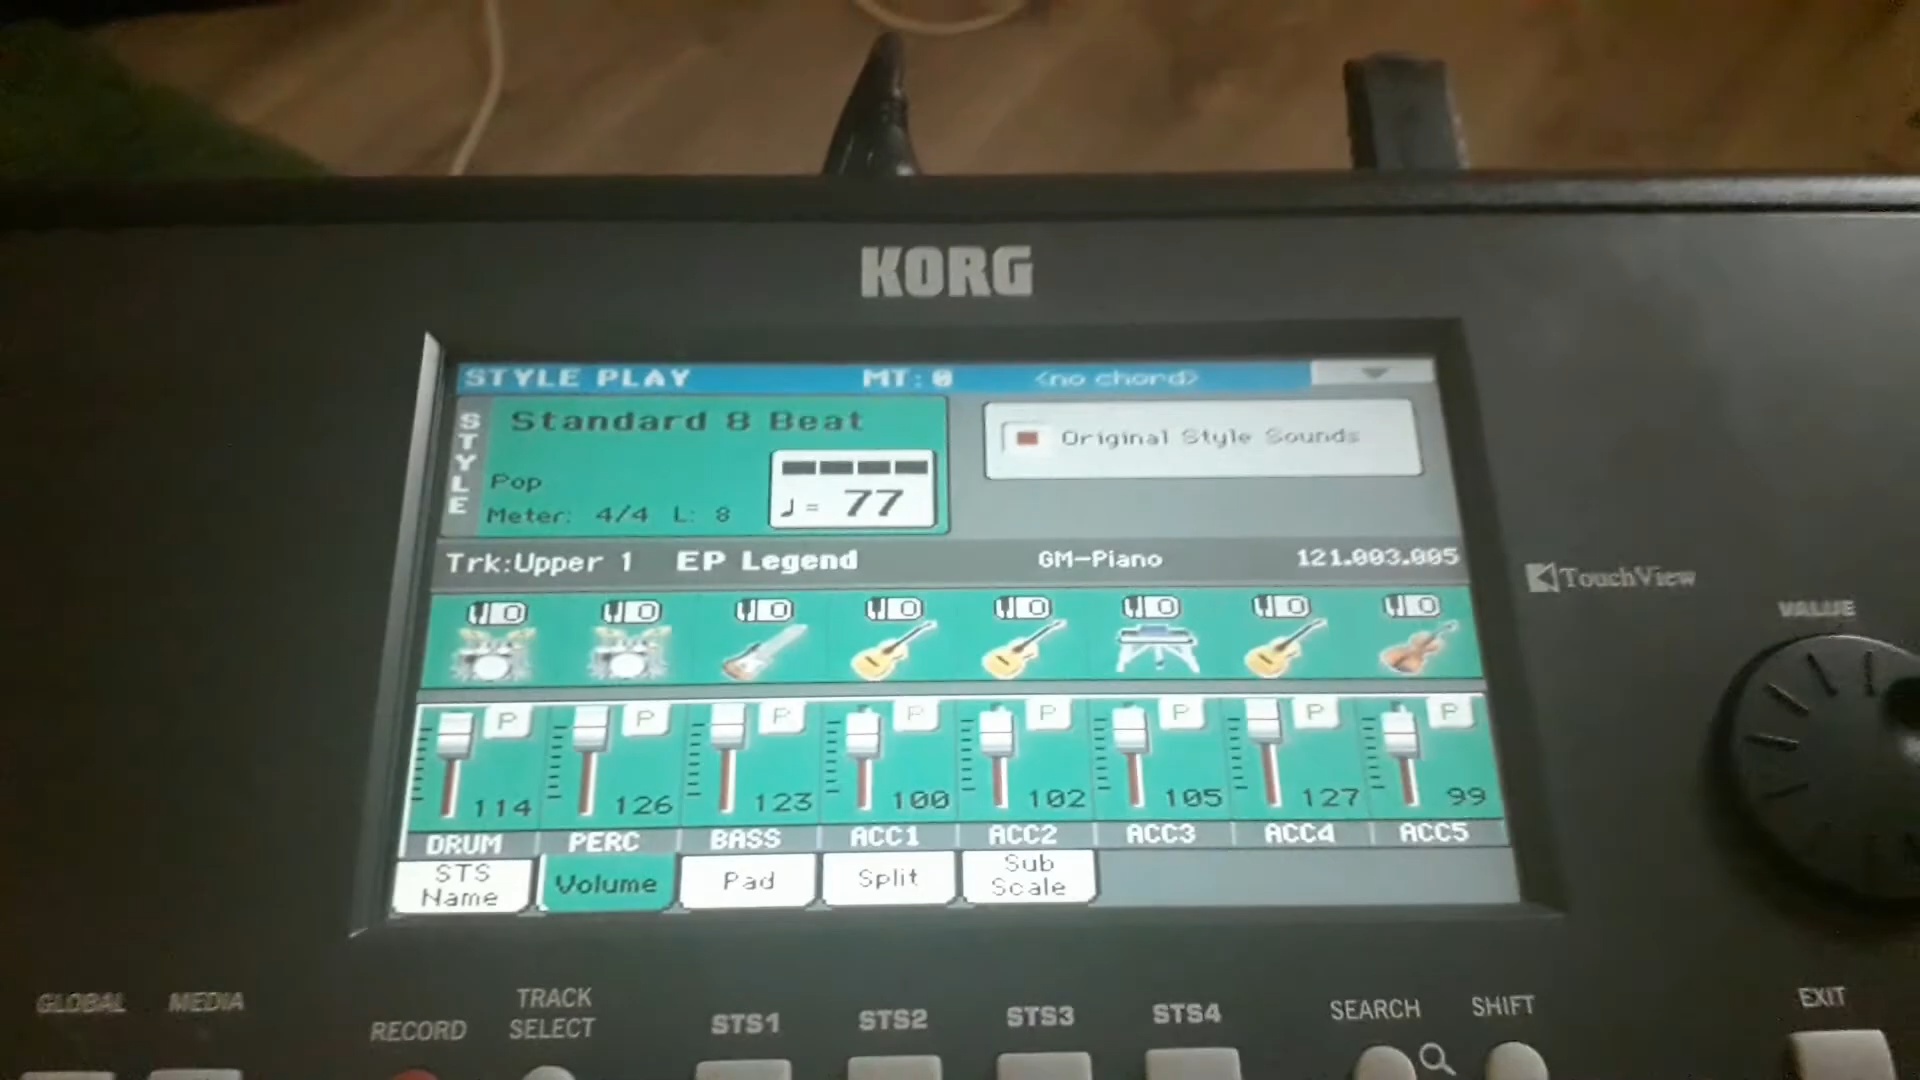 KORG
STYLE PLAY MT: 0 <no chord>
STYLE
Standard 8 Beat
Original Style Sounds
Pop
♩= 77
Meter: 4/4 L: 8
Trk:Upper 1 EP Legend GM-Piano 121.003.005
TouchView
VALUE
P P P P P P P P
114 126 123 100 102 105 127 99
DRUM PERC BASS ACC1 ACC2 ACC3 ACC4 ACC5
STS Name Volume Pad Split Sub Scale
GLOBAL MEDIA RECORD TRACK SELECT STS1 STS2 STS3 STS4 SEARCH SHIFT EXIT